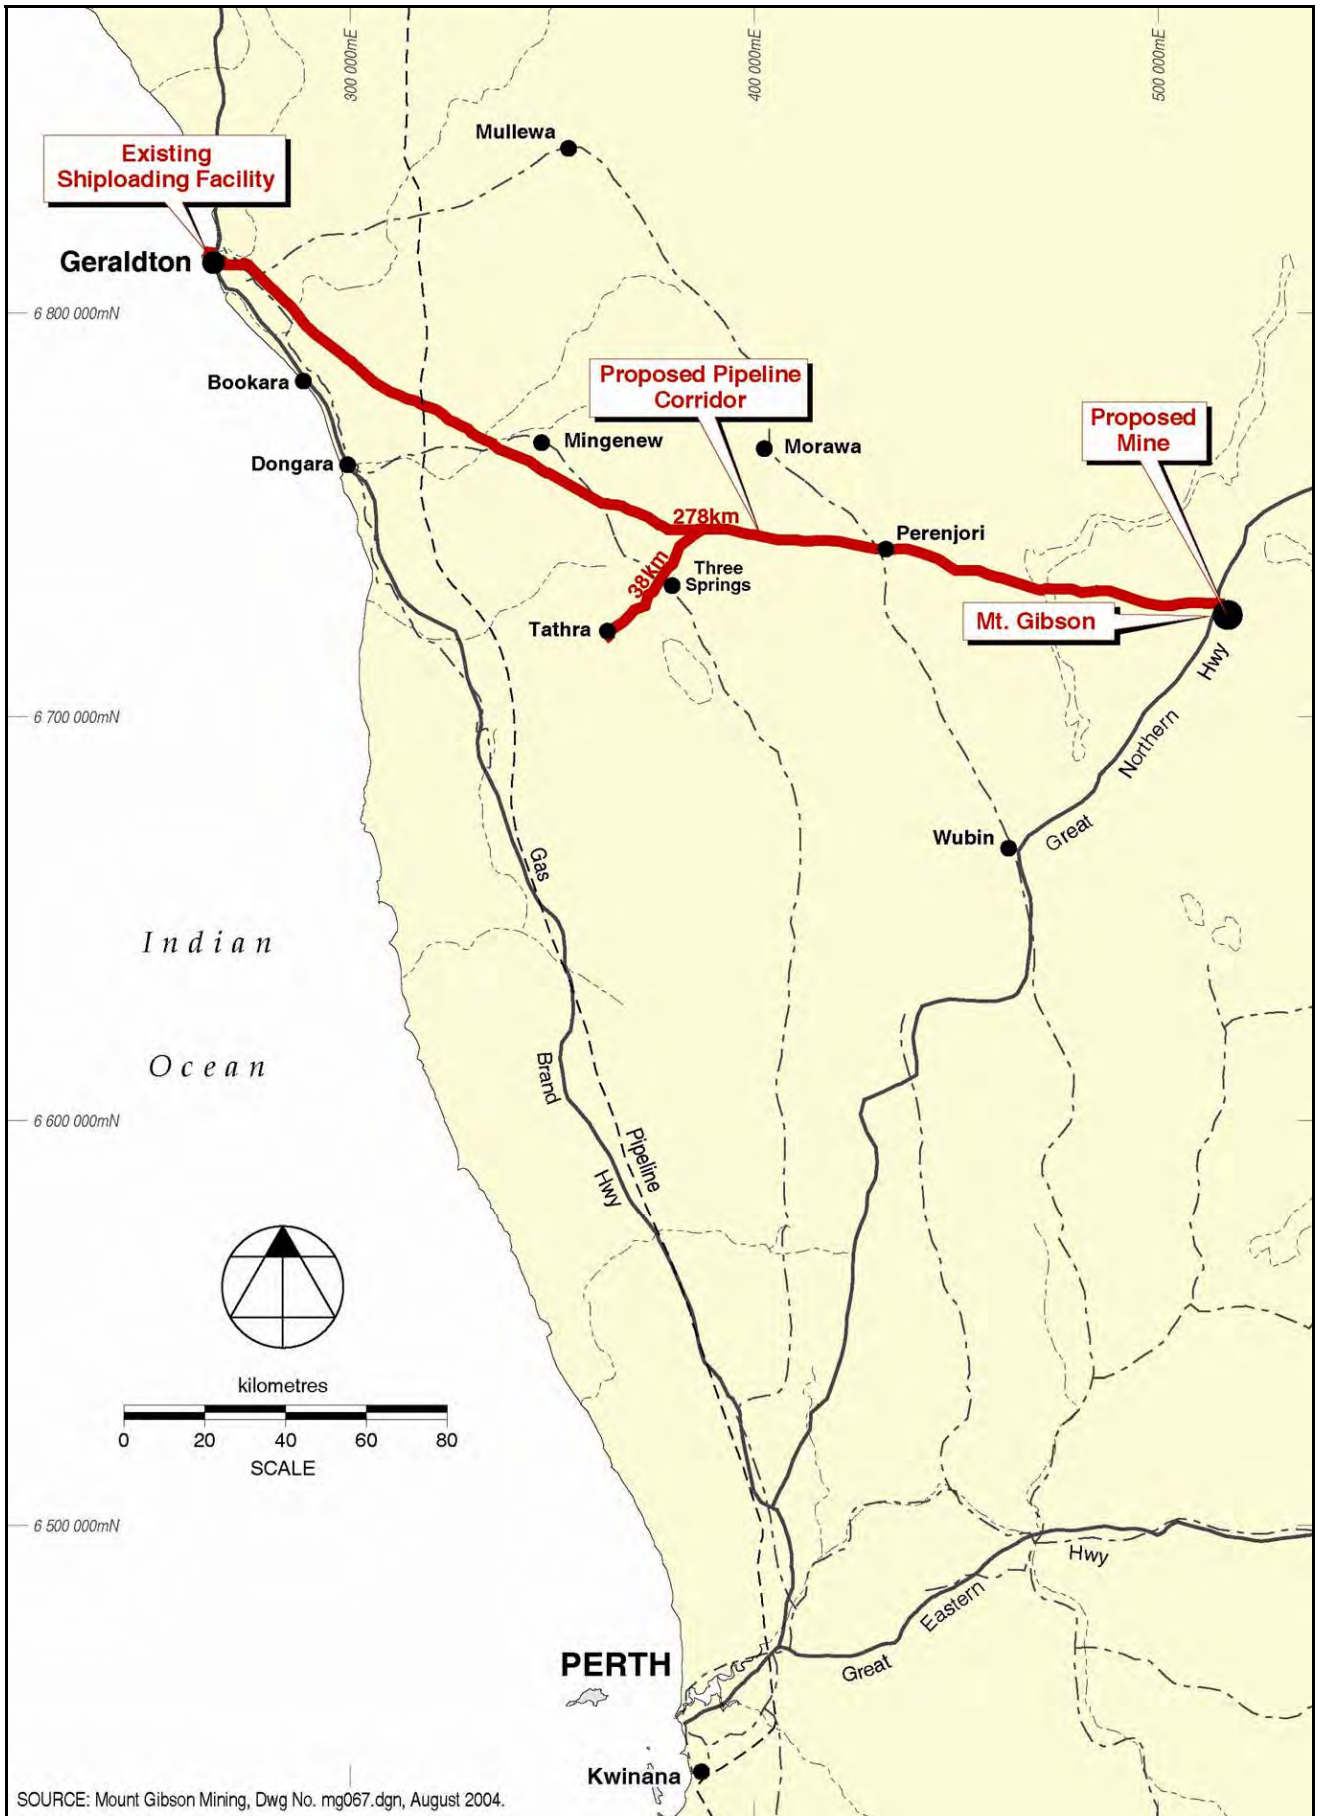 300 000mE
400 000mE
500 000mE
Mullewa
Existing
Shiploading Facility
Geraldton
6 800 000mN
Bookara
Proposed Pipeline
Corridor
Proposed
Mine
Mingenew
Morawa
Dongara
278km
Perenjori
38km
Three
Springs
Tathra
Mt. Gibson
Hwy
6 700 000mN
Northern
Great
Wubin
Gas
Indian
Ocean
Brand
6 600 000mN
Pipeline
Hwy
kilometres
0 20 40 60 80
SCALE
6 500 000mN
Hwy
Eastern
Great
PERTH
Kwinana
SOURCE: Mount Gibson Mining, Dwg No. mg067.dgn, August 2004.